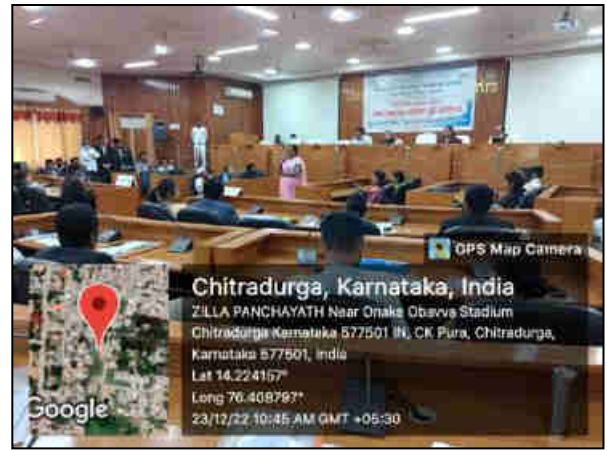 GPS Map Camera
Chitradurga, Karnataka, India
ZILLA PANCHAYATH Near Onake Obavva Stadium
Chitradurga Karnataka 577501 IN, CK Pura, Chitradurga,
Karnataka 577501, India
Lat 14.224157°
Long 76.408797°
23/12/22 10:45 AM GMT +05:30
Google